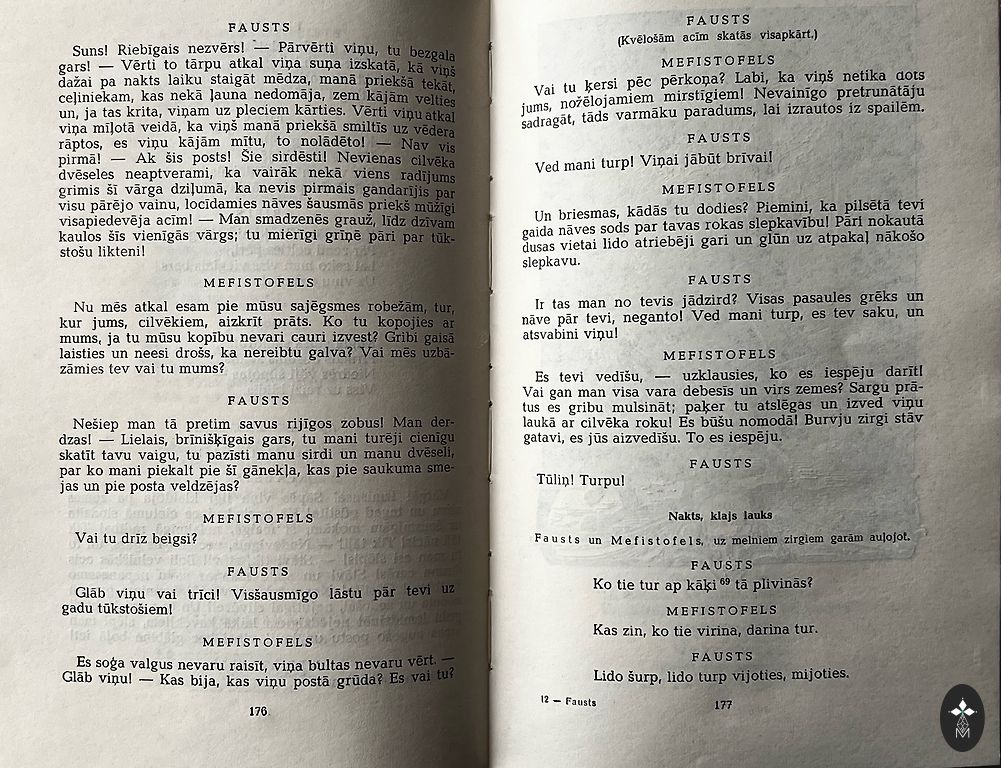 FAUSTS
Suns! Riebīgais nezvērs! — Pārvērti viņu, tu bezgala
gars! — Vērti to tārpu atkal viņa suņa izskatā, kā viņš
dažai pa nakts laiku staigāt mēdza, manā priekšā tekāt,
ceļiniekam, kas nekā ļauna nedomāja, zem kājām velties
un, ja tas krita, viņam uz pleciem kārties. Vērti viņu atkal
viņa mīļotā veidā, ka viņš manā priekšā smiltīs uz vēdera
rāptos, es viņu kājām mītu, to nolādēto! — Nav vis
pirmā! — Ak šis posts! Šie sirdēsti! Nevienas cilvēka
dvēseles neaptverami, ka vairāk nekā viens radījums
grimis šī vārga dziļumā, ka nevis pirmais gandarījis par
visu pārējo vainu, locīdamies nāves šausmās priekš mūžīgi
visapiedevēja acīm! — Man smadzenēs grauž, līdz dzīvam
kaulos šīs vienīgās vārgs; tu mierīgi griņē pāri par tūk-
stošu likteni!
MEFISTOFELS
Nu mēs atkal esam pie mūsu sajēgsmes robežām, tur,
kur jums, cilvēkiem, aizkrīt prāts. Ko tu kopojies ar
mums, ja tu mūsu kopību nevari cauri izvest? Gribi gaisā
laisties un neesi drošs, ka nereibtu galva? Vai mēs uzbā-
zāmies tev vai tu mums?
FAUSTS
Nešiep man tā pretim savus rijīgos zobus! Man der-
dzas! — Lielais, brīnišķīgais gars, tu mani turēji cienīgu
skatīt tavu vaigu, tu pazīsti manu sirdi un manu dvēseli,
par ko mani piekalt pie šī gānekļa, kas pie saukuma sme-
jas un pie posta veldzējas?
MEFISTOFELS
Vai tu drīz beigsi?
FAUSTS
Glāb viņu vai trīci! Visšausmīgo lāstu pār tevi uz
gadu tūkstošiem!
MEFISTOFELS
Es soģa valgus nevaru raisīt, viņa bultas nevaru vērt. —
Glāb viņu! — Kas bija, kas viņu postā grūda? Es vai tu?
176
FAUSTS
(Kvēlošām acīm skatās visapkārt.)
MEFISTOFELS
Vai tu ķersi pēc pērkoņa? Labi, ka viņš netika dots
jums, nožēlojamiem mirstīgiem! Nevainīgo pretrunātāju
sadragāt, tāds varmāku paradums, lai izrautos iz spailēm.
FAUSTS
Ved mani turp! Viņai jābūt brīvai!
MEFISTOFELS
Un briesmas, kādās tu dodies? Piemini, ka pilsētā tevi
gaida nāves sods par tavas rokas slepkavību! Pāri nokautā
dusas vietai lido atriebēji gari un glūn uz atpakaļ nākošo
slepkavu.
FAUSTS
Ir tas man no tevis jādzird? Visas pasaules grēks un
nāve pār tevi, neganto! Ved mani turp, es tev saku, un
atsvabini viņu!
MEFISTOFELS
Es tevi vedīšu, — uzklausies, ko es iespēju darīt!
Vai gan man visa vara debesīs un virs zemes? Sargu prā-
tus es gribu mulsināt; paķer tu atslēgas un izved viņu
laukā ar cilvēka roku! Es būšu nomodā! Burvju zirgi stāv
gatavi, es jūs aizvedīšu. To es iespēju.
FAUSTS
Tūliņ! Turpu!
Nakts, klajs lauks
Fausts un Mefistofels, uz melniem zirgiem garām auļojot.
FAUSTS
Ko tie tur ap kāķi ⁶⁹ tā plivinās?
MEFISTOFELS
Kas zin, ko tie virina, darina tur.
FAUSTS
Lido šurp, lido turp vijoties, mijoties.
12 — Fausts
177
M